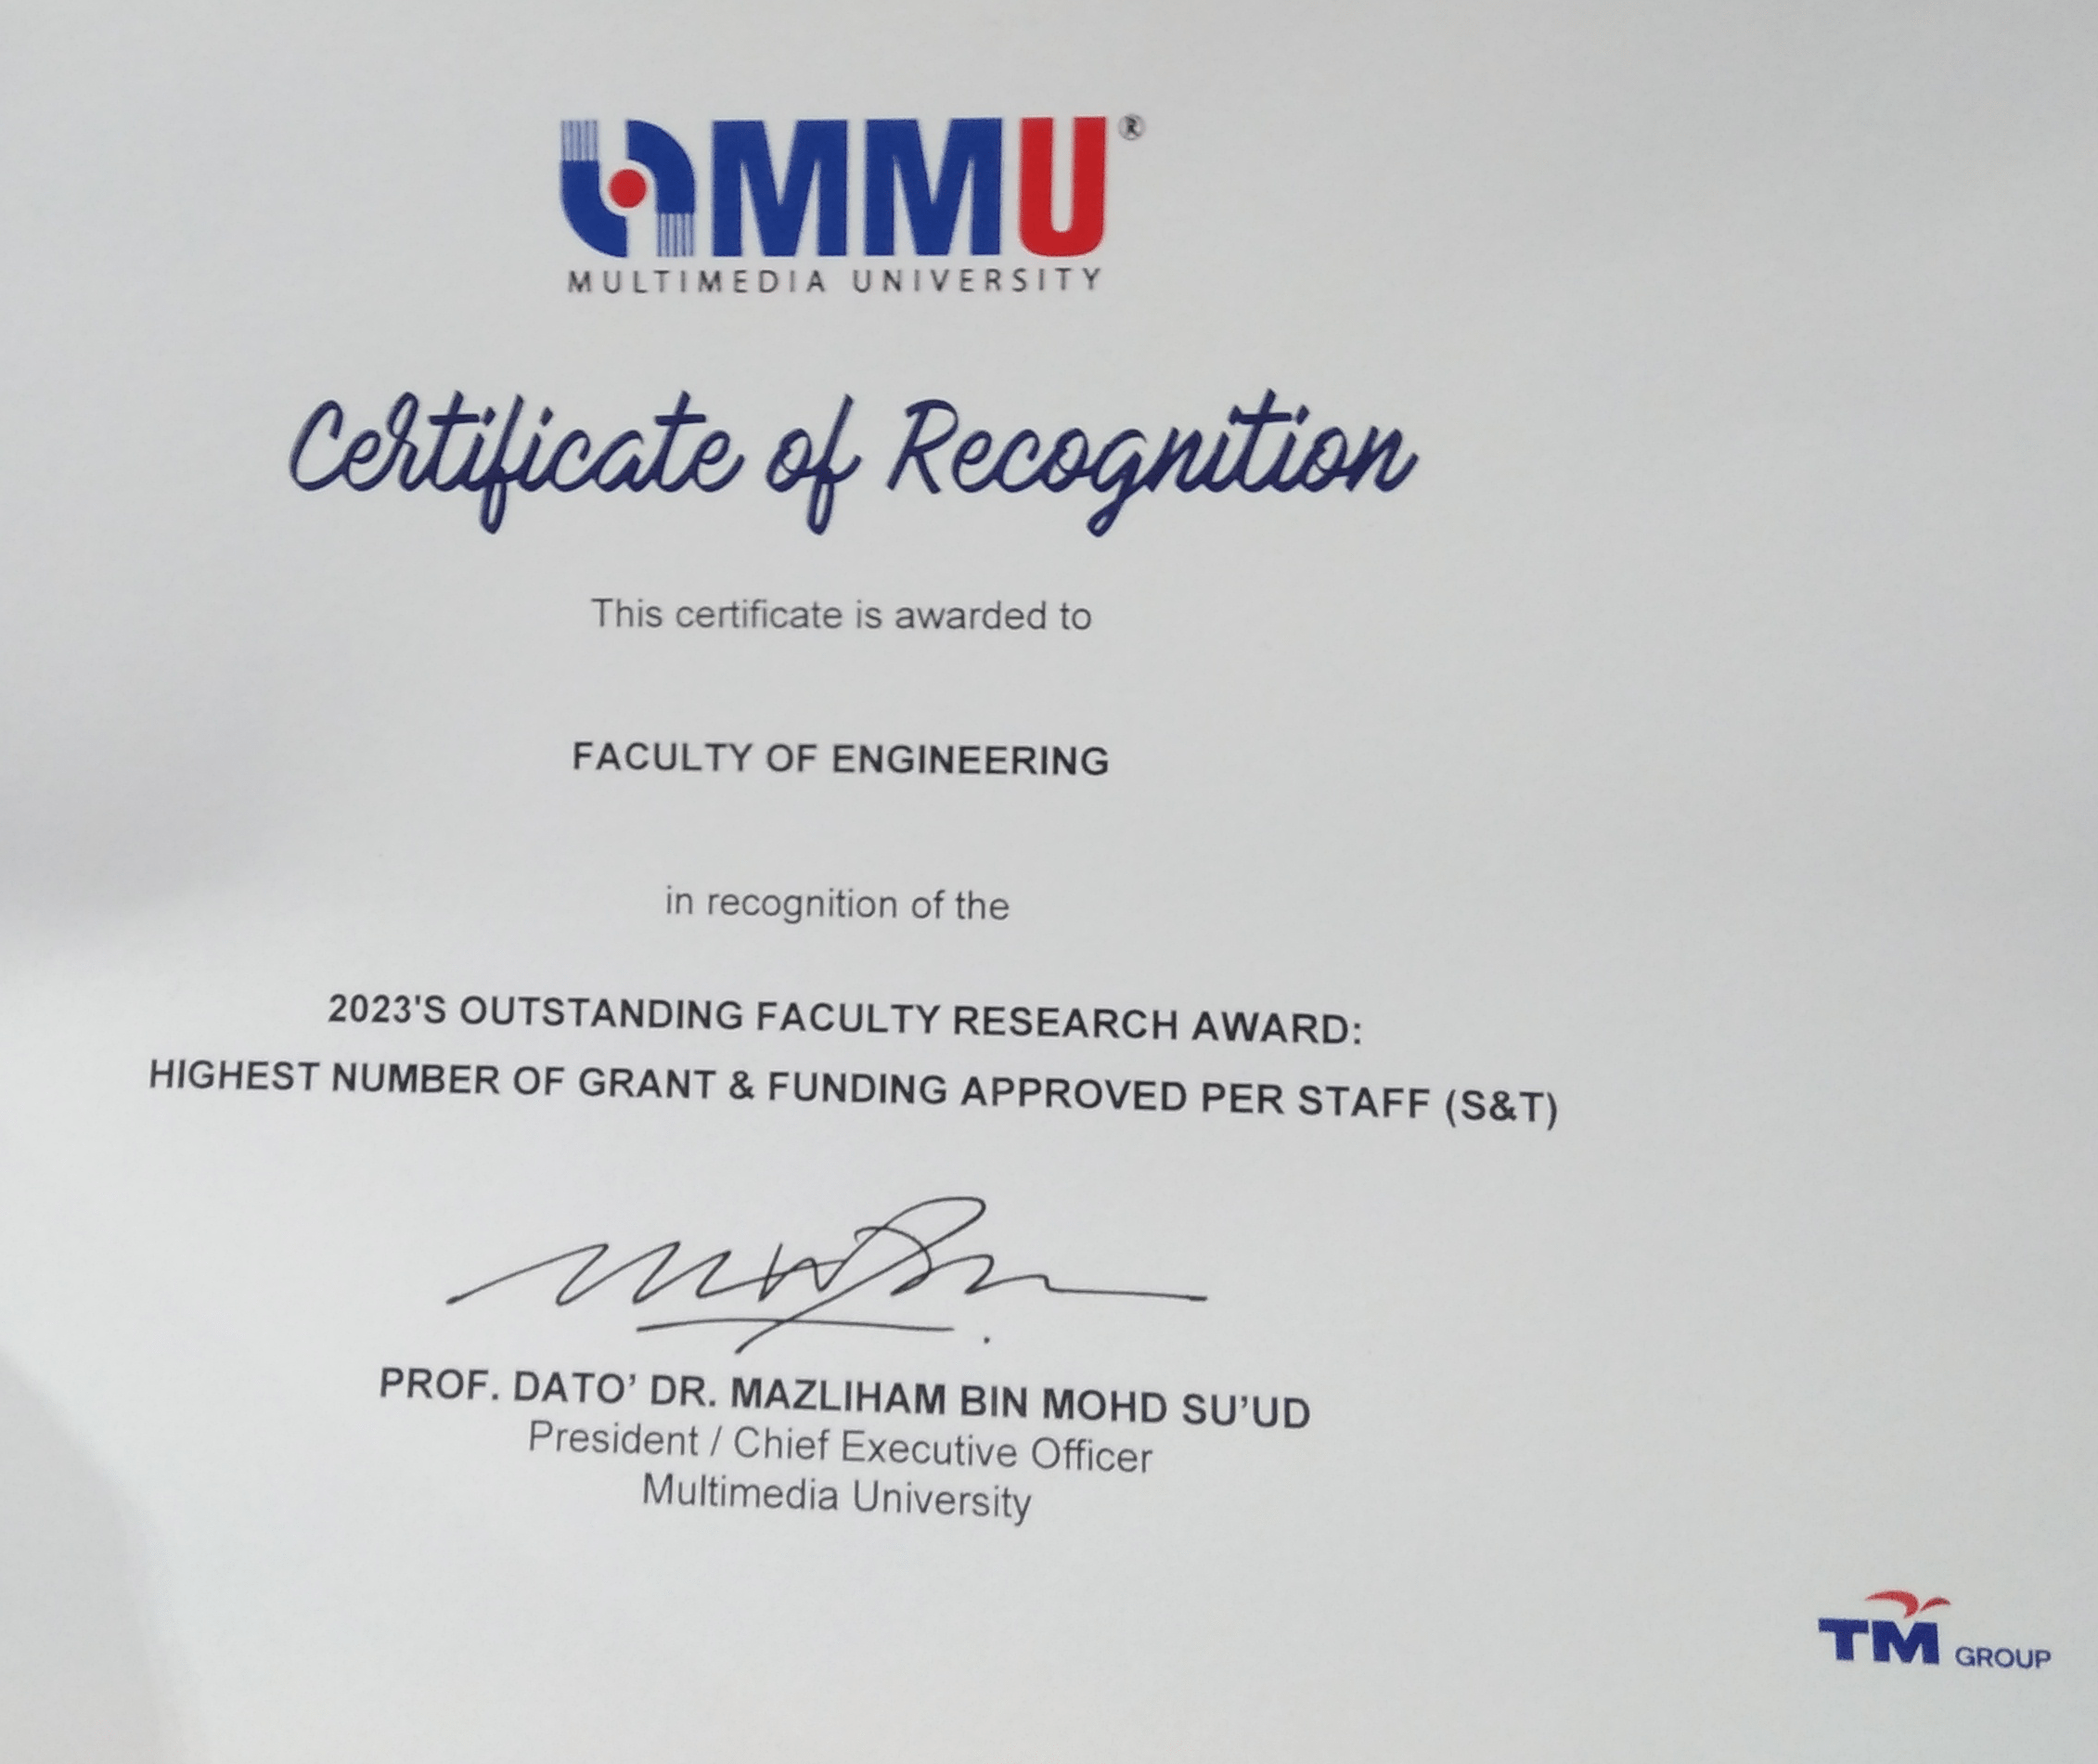 MMU®
MULTIMEDIA UNIVERSITY
Certificate of Recognition
This certificate is awarded to
FACULTY OF ENGINEERING
in recognition of the
2023'S OUTSTANDING FACULTY RESEARCH AWARD:
HIGHEST NUMBER OF GRANT & FUNDING APPROVED PER STAFF (S&T)
PROF. DATO’ DR. MAZLIHAM BIN MOHD SU’UD
President / Chief Executive Officer
Multimedia University
TM GROUP